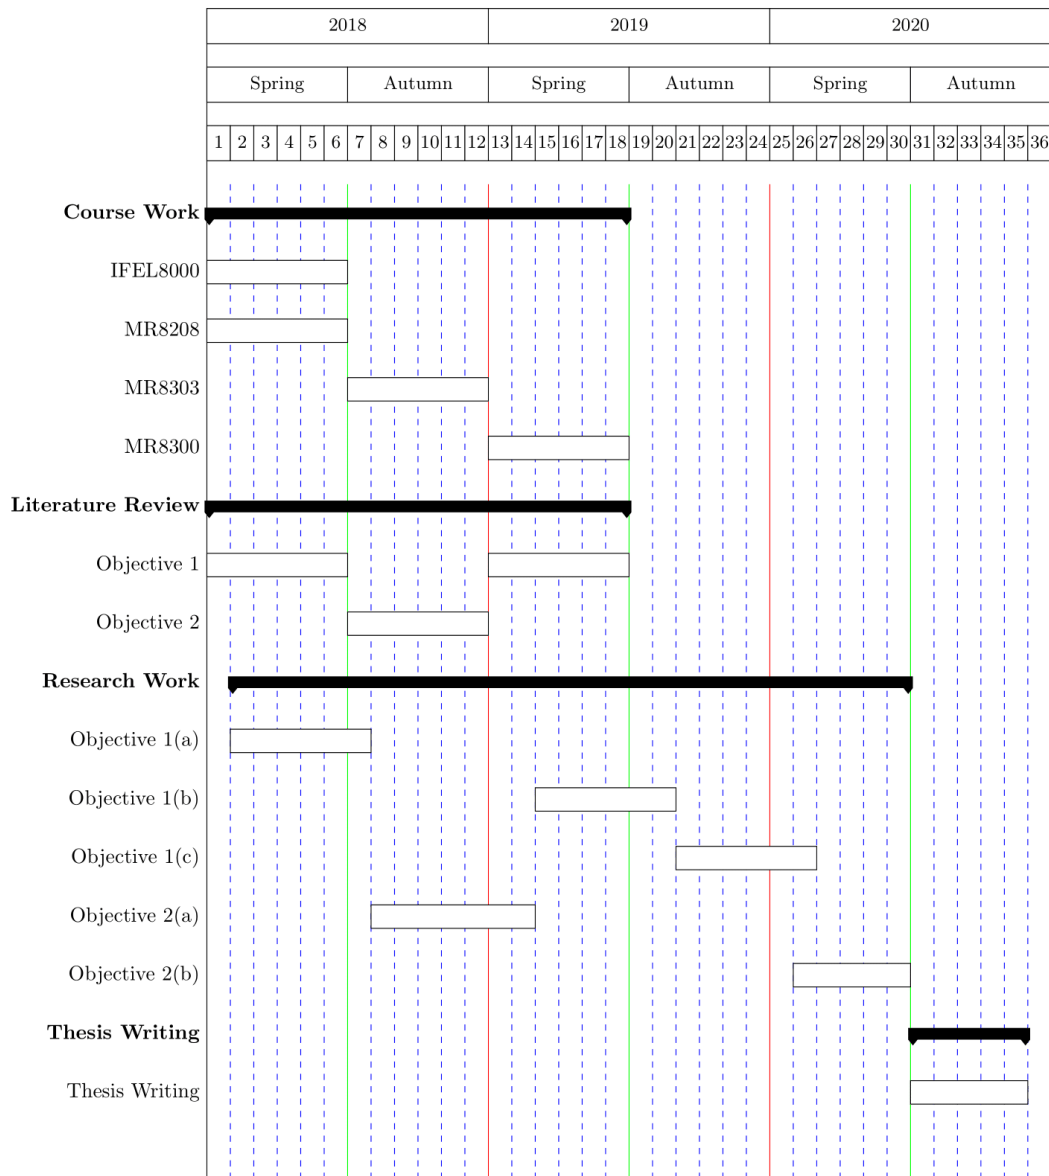 2018 2019 2020
Spring Autumn Spring Autumn Spring Autumn
1 2 3 4 5 6 7 8 9 10 11 12 13 14 15 16 17 18 19 20 21 22 23 24 25 26 27 28 29 30 31 32 33 34 35 36
Course Work
IFEL8000
MR8208
MR8303
MR8300
Literature Review
Objective 1
Objective 2
Research Work
Objective 1(a)
Objective 1(b)
Objective 1(c)
Objective 2(a)
Objective 2(b)
Thesis Writing
Thesis Writing